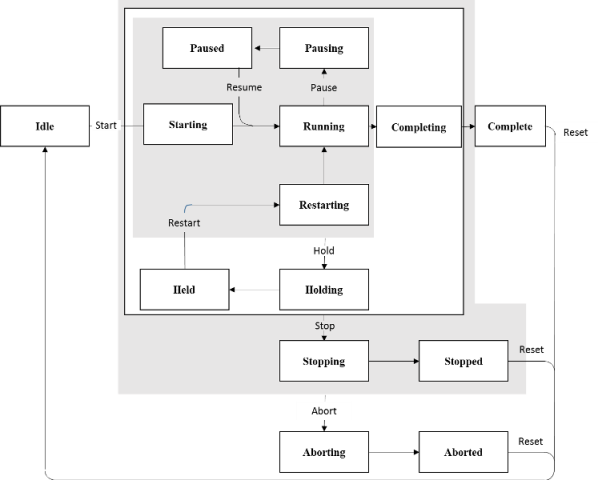 Paused
Pausing
Resume
Pause
Idle
Start
Starting
Running
Completing
Complete
Reset
Restarting
Restart
Hold
Held
Holding
Stop
Stopping
Stopped
Reset
Abort
Aborting
Aborted
Reset